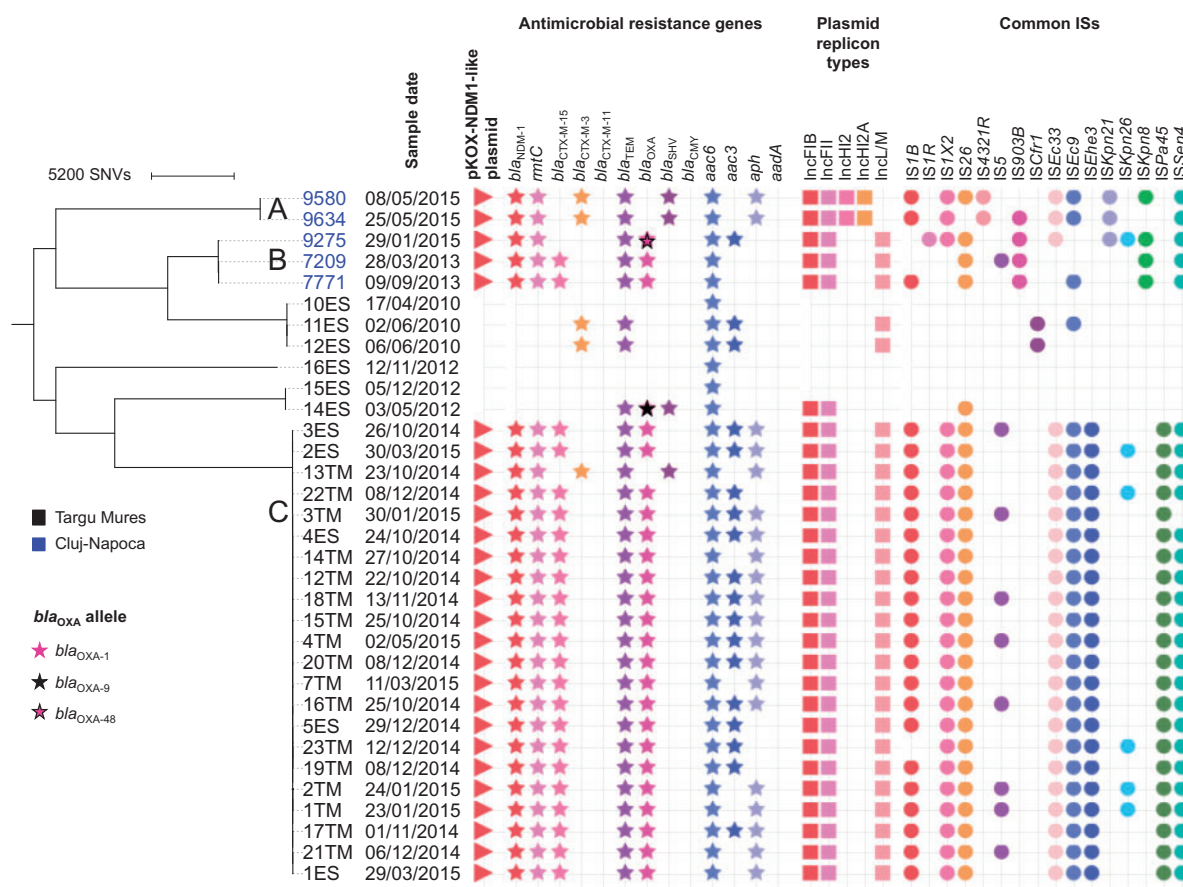 Antimicrobial resistance genes
Plasmid
replicon
types
Common ISs
Sample date
pKOX-NDM1-like
plasmid
blaNDM-1
rmtC
blaCTX-M-15
blaCTX-M-3
blaCTX-M-11
blaTEM
blaOXA
blaSHV
blaCMY
aac6
aac3
aph
aadA
IncFIB
IncFII
IncHI2
IncHI2A
IncL/M
IS1B
IS1R
IS1X2
IS26
IS4321R
IS5
IS903B
ISCfr1
ISEc33
ISEc9
ISEhe3
ISKpn21
ISKpn26
ISKpn8
ISPa45
ISSen4
5200 SNVs
A
B
C
9580 08/05/2015
9634 25/05/2015
9275 29/01/2015
7209 28/03/2013
7771 09/09/2013
10ES 17/04/2010
11ES 02/06/2010
12ES 06/06/2010
16ES 12/11/2012
15ES 05/12/2012
14ES 03/05/2012
3ES 26/10/2014
2ES 30/03/2015
13TM 23/10/2014
22TM 08/12/2014
3TM 30/01/2015
4ES 24/10/2014
14TM 27/10/2014
12TM 22/10/2014
18TM 13/11/2014
15TM 25/10/2014
4TM 02/05/2015
20TM 08/12/2014
7TM 11/03/2015
16TM 25/10/2014
5ES 29/12/2014
23TM 12/12/2014
19TM 08/12/2014
2TM 24/01/2015
1TM 23/01/2015
17TM 01/11/2014
21TM 06/12/2014
1ES 29/03/2015
Targu Mures
Cluj-Napoca
blaOXA allele
blaOXA-1
blaOXA-9
blaOXA-48